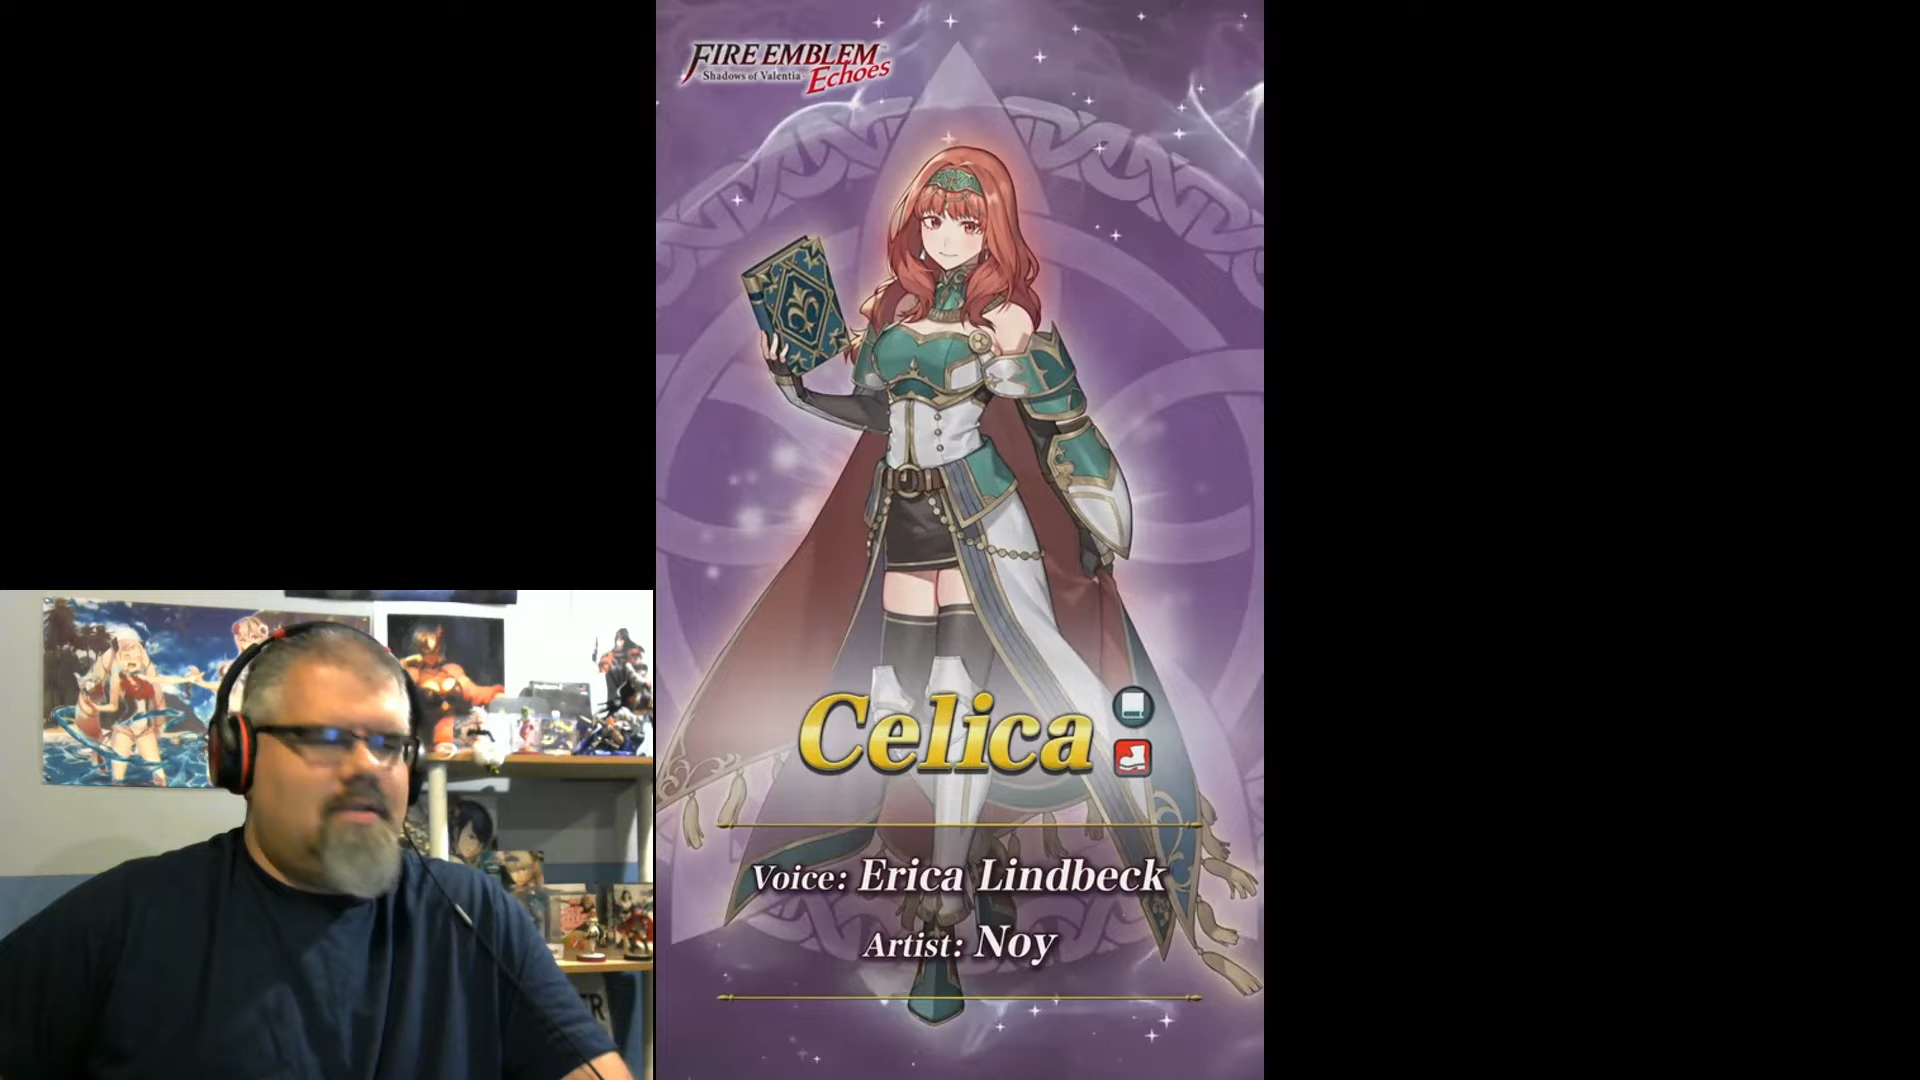 FIRE EMBLEM
Shadows of Valentia
Echoes
Celica
Voice: Erica Lindbeck
Artist: Noy